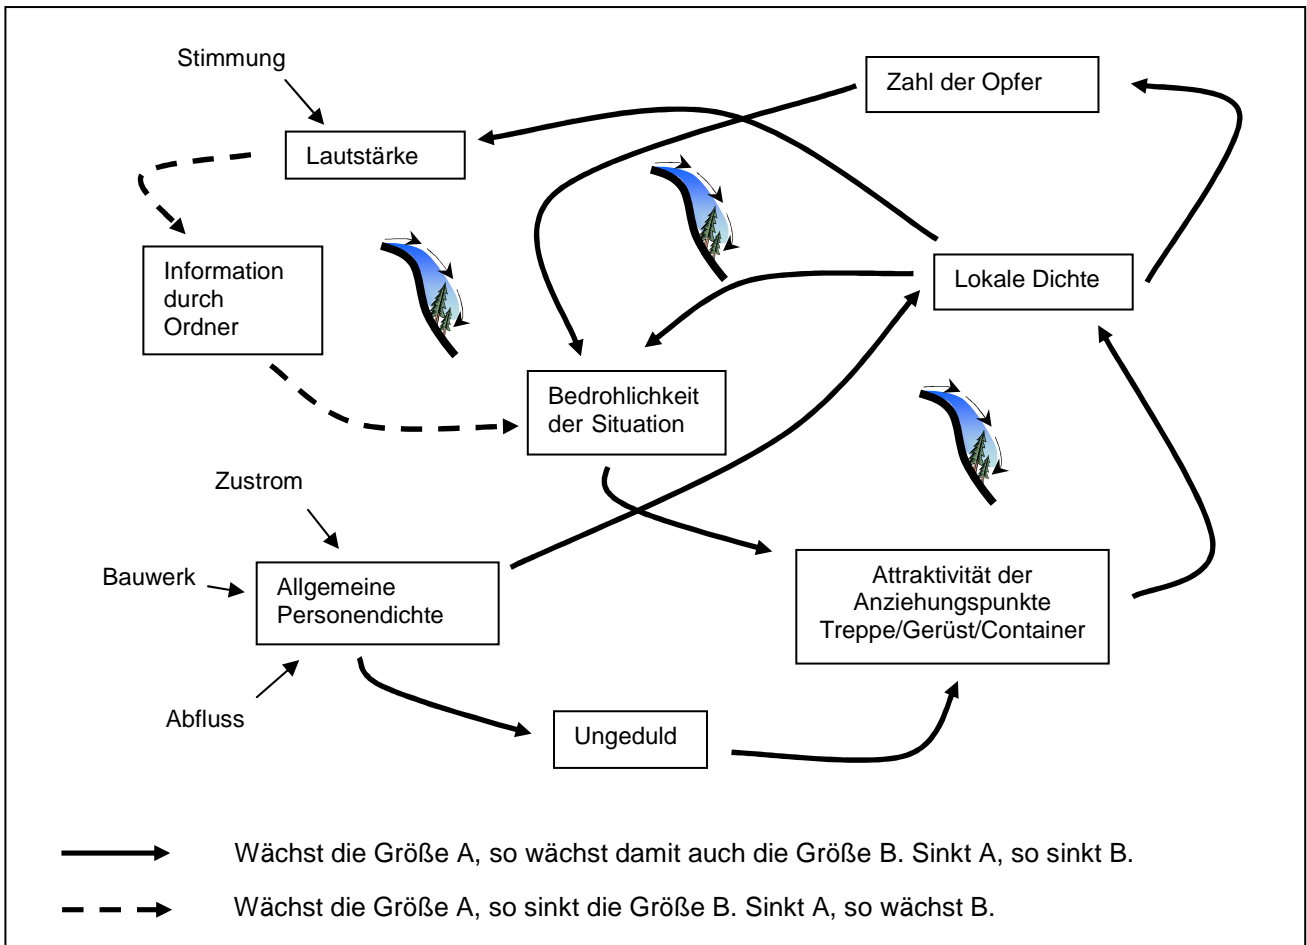 Stimmung
Zahl der Opfer
Lautstärke
Information
durch
Ordner
Lokale Dichte
Bedrohlichkeit
der Situation
Zustrom
Bauwerk
Allgemeine
Personendichte
Attraktivität der
Anziehungspunkte
Treppe/Gerüst/Container
Abfluss
Ungeduld
Wächst die Größe A, so wächst damit auch die Größe B. Sinkt A, so sinkt B.
Wächst die Größe A, so sinkt die Größe B. Sinkt A, so wächst B.